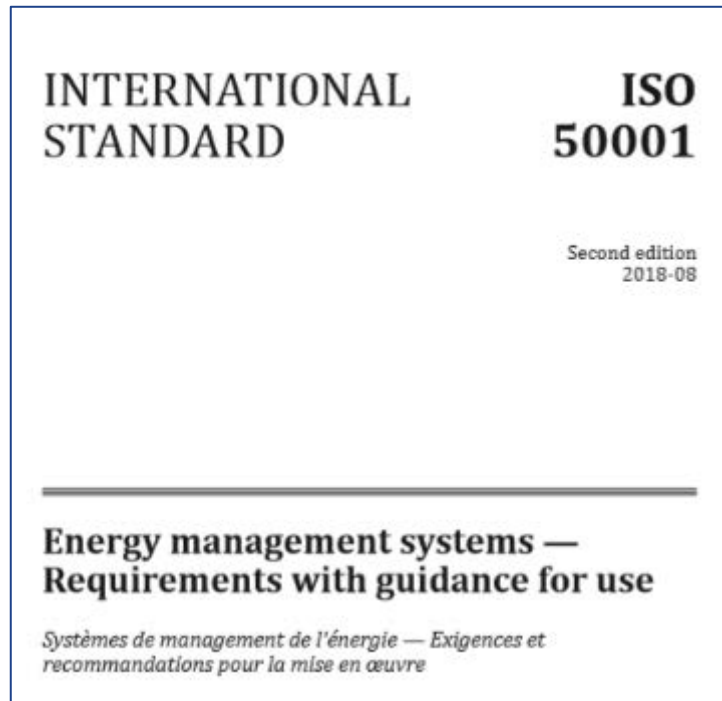 INTERNATIONAL
STANDARD
ISO
50001
Second edition
2018-08
Energy management systems —
Requirements with guidance for use
Systèmes de management de l'énergie — Exigences et
recommandations pour la mise en œuvre